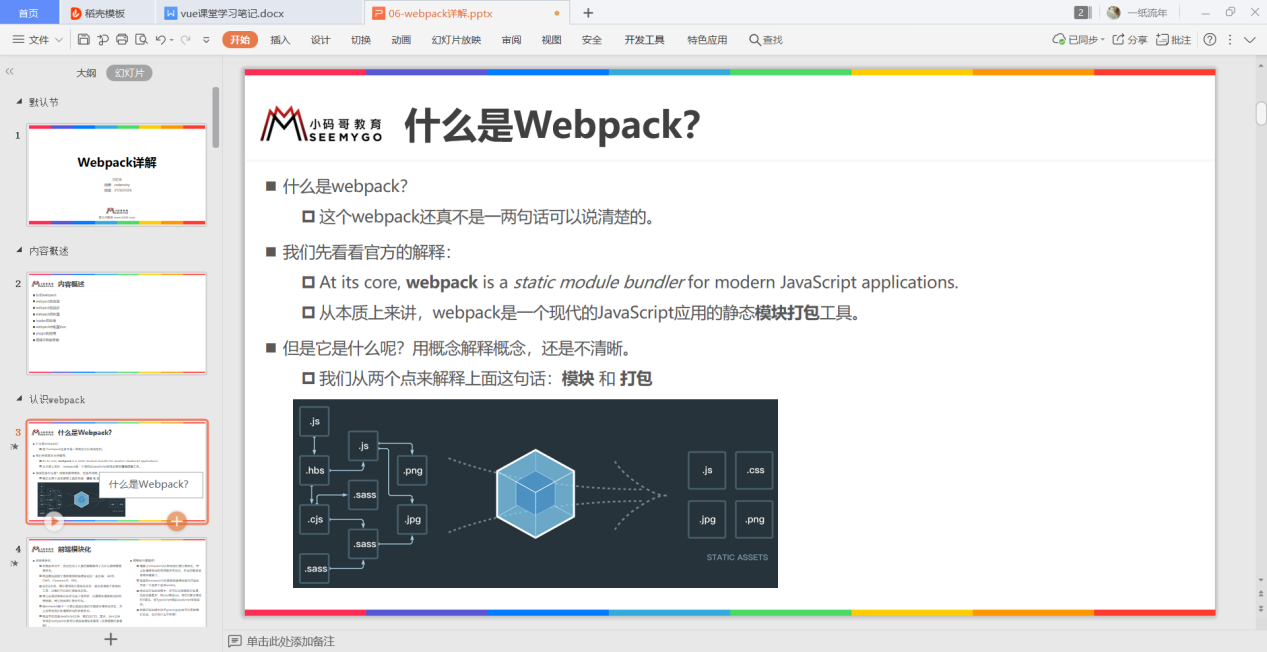 首页
稻壳模板
vue课堂学习笔记.docx
06-webpack详解.pptx
2
一纸流年
文件
开始
插入
设计
切换
动画
幻灯片放映
审阅
视图
安全
开发工具
特色应用
查找
已同步
分享
批注
大纲
幻灯片
默认节
1
Webpack详解
内容概述
2
内容概述
认识webpack
3
什么是Webpack?
什么是Webpack?
4
前端模块化
小码哥教育
SEEMYGO
什么是Webpack?
什么是webpack?
这个webpack还真不是一两句话可以说清楚的。
我们先看看官方的解释:
At its core, webpack is a static module bundler for modern JavaScript applications.
从本质上来讲，webpack是一个现代的JavaScript应用的静态模块打包工具。
但是它是什么呢？用概念解释概念，还是不清晰。
我们从两个点来解释上面这句话：模块 和 打包
.js
.js
.hbs
.png
.sass
.cjs
.jpg
.sass
.sass
.js
.css
.jpg
.png
STATIC ASSETS
单击此处添加备注